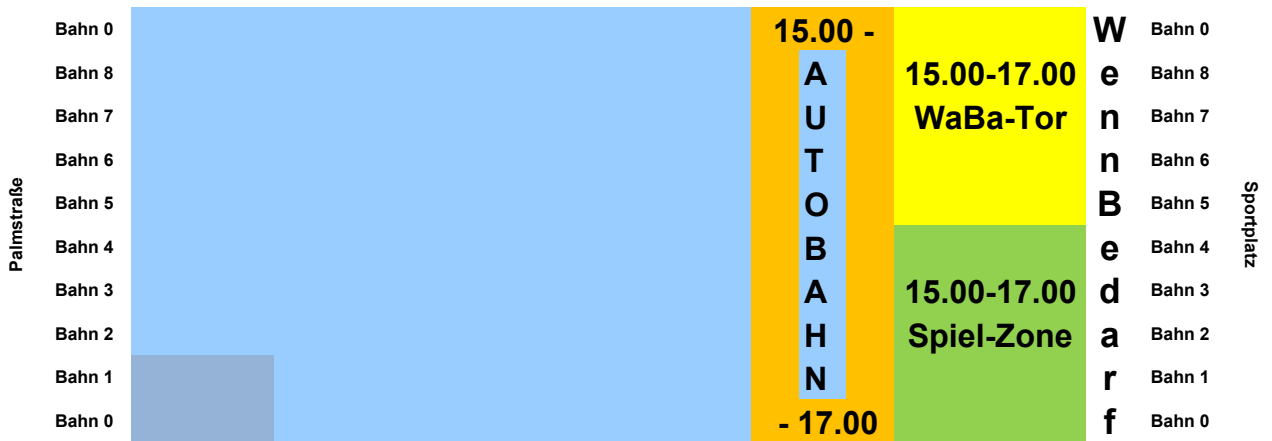 Palmstraße
Bahn 0
Bahn 8
Bahn 7
Bahn 6
Bahn 5
Bahn 4
Bahn 3
Bahn 2
Bahn 1
Bahn 0
15.00 -
AUTOBAHN
- 17.00
15.00-17.00
WaBa-Tor
15.00-17.00
Spiel-Zone
Wenn Bedarf
Bahn 0
Bahn 8
Bahn 7
Bahn 6
Bahn 5
Bahn 4
Bahn 3
Bahn 2
Bahn 1
Bahn 0
Sportplatz